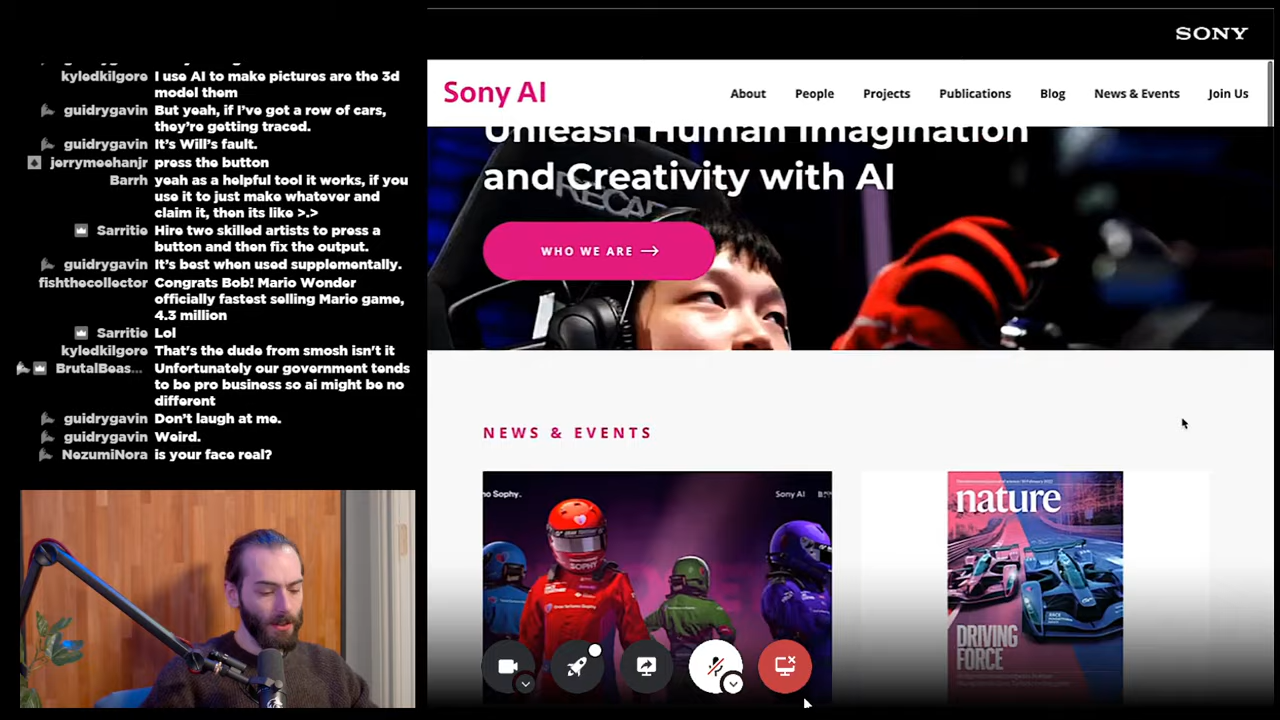 kyledkilgore I use AI to make pictures are the 3d
model them
guidrygavin But yeah, if I've got a row of cars,
they're getting traced.
guidrygavin It's Will's fault.
jerrymeehanjr press the button
Barrh yeah as a helpful tool it works, if you
use it to just make whatever and
claim it, then its like >.>
Sarritie Hire two skilled artists to press a
button and then fix the output.
guidrygavin It's best when used supplementally.
fishthecollector Congrats Bob! Mario Wonder
officially fastest selling Mario game,
4.3 million
Sarritie Lol
kyledkilgore That's the dude from smosh isn't it
BrutalBeas... Unfortunately our government tends
to be pro business so ai might be no
different
guidrygavin Don't laugh at me.
guidrygavin Weird.
NezumiNora is your face real?
SONY
Sony AI
About People Projects Publications Blog News & Events Join Us
Unleash Human Imagination
and Creativity with AI
RECAR
WHO WE ARE
NEWS & EVENTS
Sophy.
Sony AI
SOPHY
nature
DRIVING
FORCE